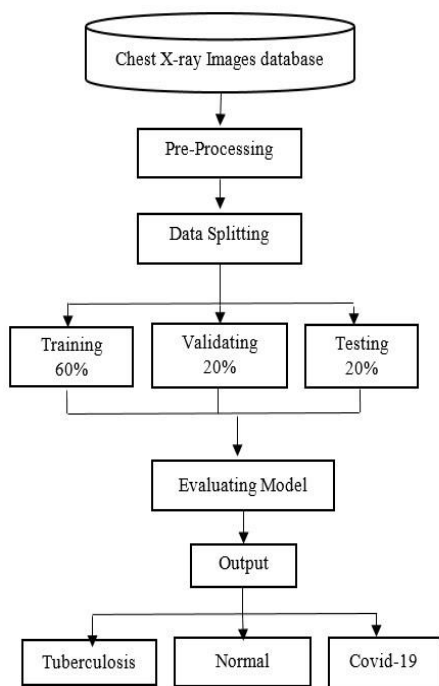 Chest X-ray Images database
Pre-Processing
Data Splitting
Training
60%
Validating
20%
Testing
20%
Evaluating Model
Output
Tuberculosis
Normal
Covid-19